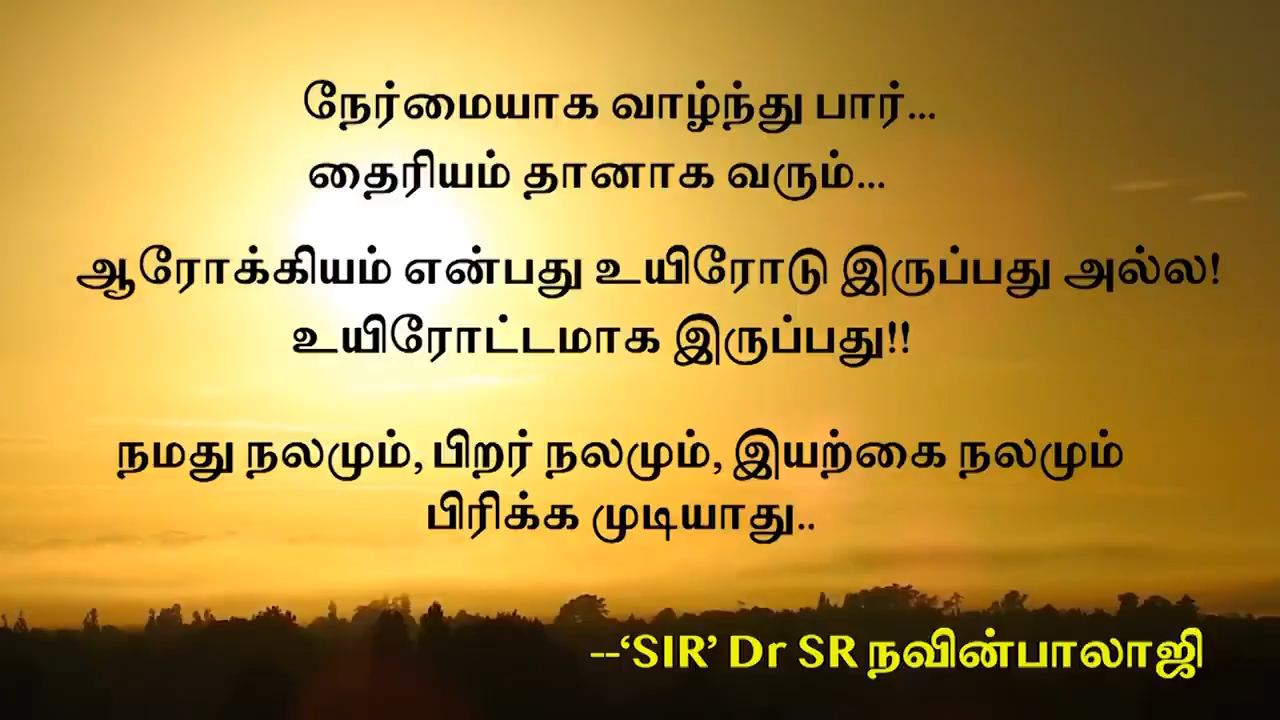 நேர்மையாக வாழ்ந்து பார்...
தைரியம் தானாக வரும்...
ஆரோக்கியம் என்பது உயிரோடு இருப்பது அல்ல!
உயிரோட்டமாக இருப்பது!!
நமது நலமும், பிறர் நலமும், இயற்கை நலமும்
பிரிக்க முடியாது..
--‘SIR’ Dr SR நவின்பாலாஜி